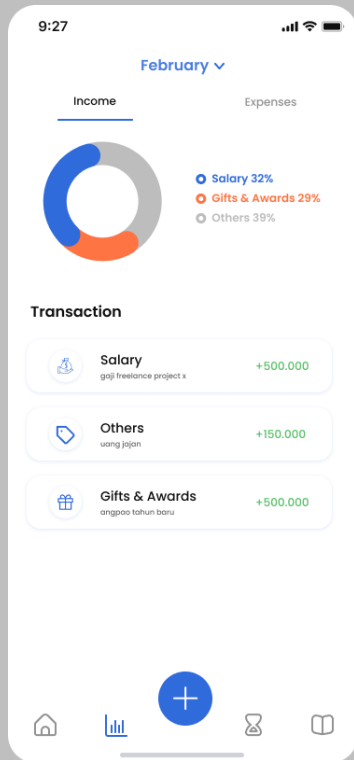 9:27
February
Income
Expenses
Salary 32%
Gifts & Awards 29%
Others 39%
Transaction
Salary
gaji freelance project x
+500.000
Others
uang jajan
+150.000
Gifts & Awards
angpao tahun baru
+500.000